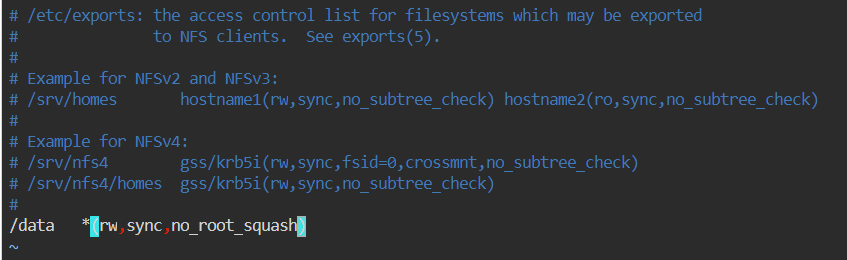 # /etc/exports: the access control list for filesystems which may be exported
#               to NFS clients.  See exports(5).
#
# Example for NFSv2 and NFSv3:
# /srv/homes       hostname1(rw,sync,no_subtree_check) hostname2(ro,sync,no_subtree_check)
#
# Example for NFSv4:
# /srv/nfs4        gss/krb5i(rw,sync,fsid=0,crossmnt,no_subtree_check)
# /srv/nfs4/homes  gss/krb5i(rw,sync,no_subtree_check)
#
/data   *(rw,sync,no_root_squash)
~